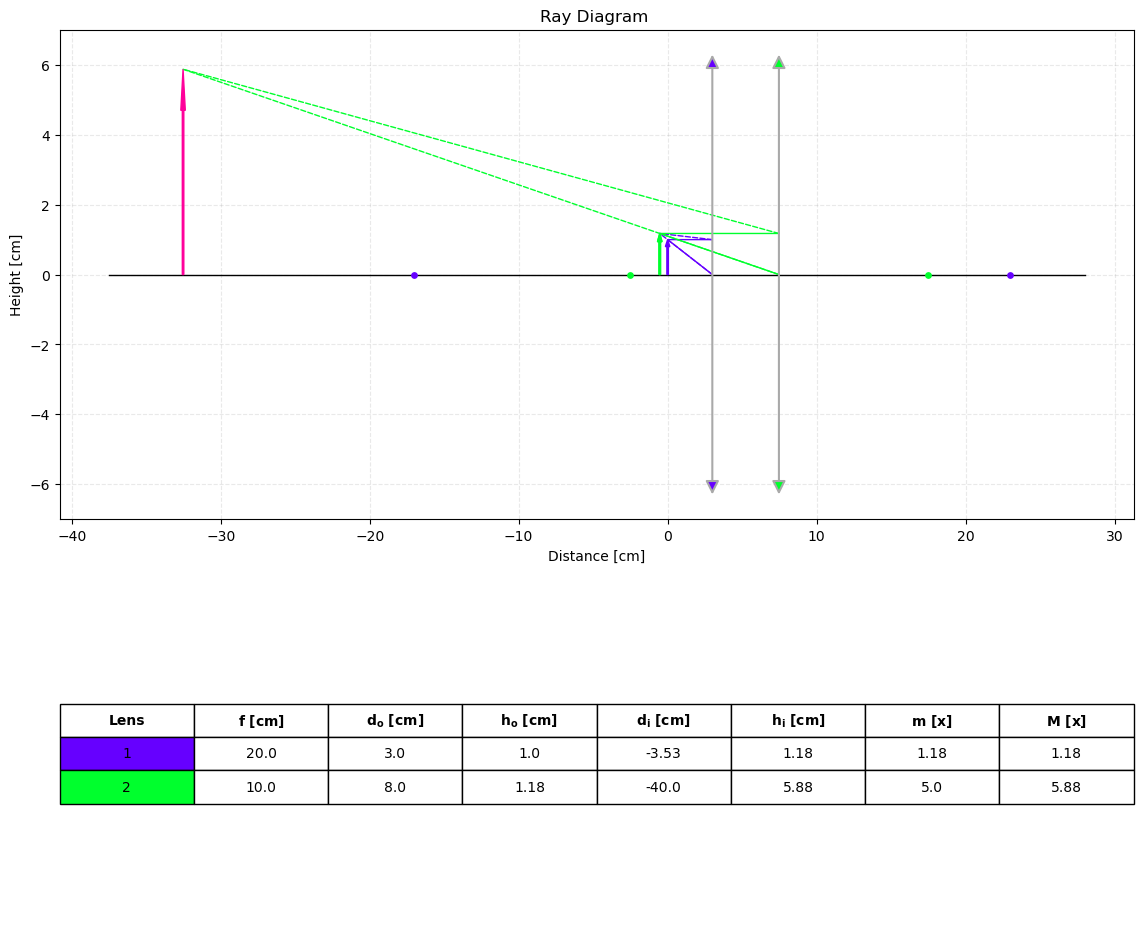 Ray Diagram
6
4
2
0
−2
−4
−6
Height [cm]
−40 −30 −20 −10 0 10 20 30
Distance [cm]
Lens f [cm] dₒ [cm] hₒ [cm] dᵢ [cm] hᵢ [cm] m [x] M [x]
1 20.0 3.0 1.0 -3.53 1.18 1.18 1.18
2 10.0 8.0 1.18 -40.0 5.88 5.0 5.88